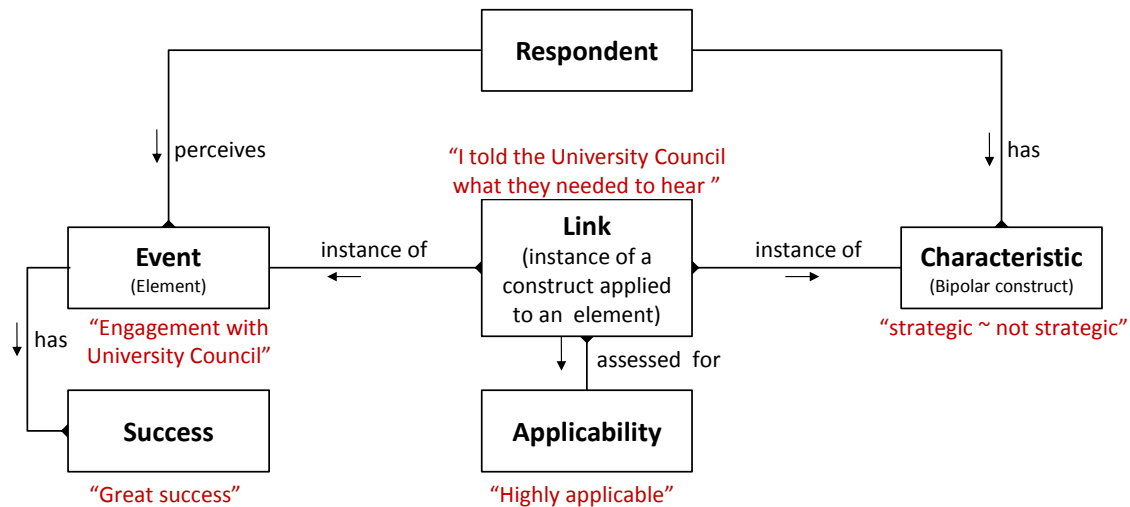 Respondent
perceives
has
“I told the University Council
what they needed to hear ”
Event
(Element)
instance of
Link
(instance of a
construct applied
to an element)
instance of
Characteristic
(Bipolar construct)
“Engagement with
University Council”
“strategic ~ not strategic”
has
assessed for
Success
Applicability
“Great success”
“Highly applicable”